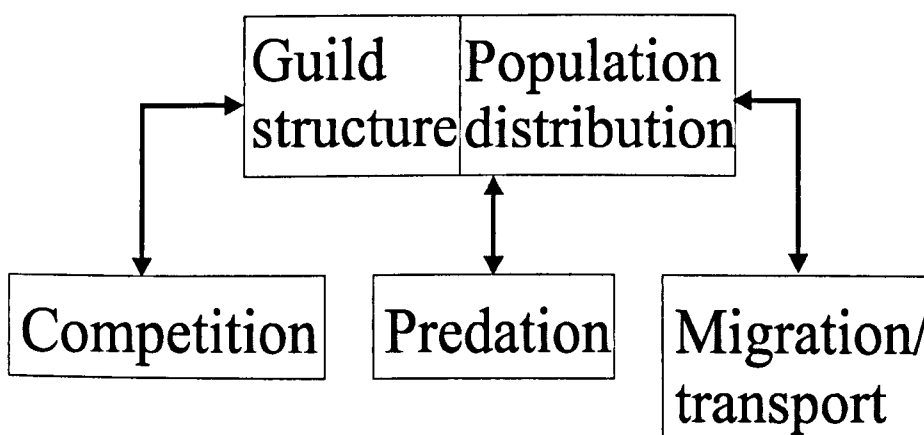 Guild
structure
Population
distribution
Competition
Predation
Migration/
transport